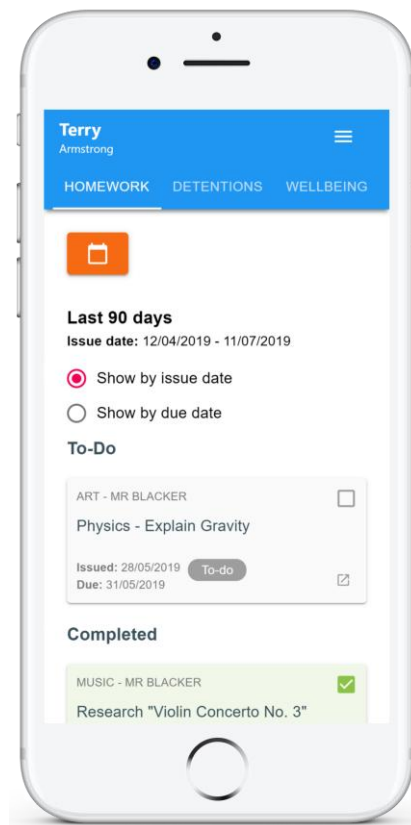 Terry
Armstrong
HOMEWORK DETENTIONS WELLBEING
Last 90 days
Issue date: 12/04/2019 - 11/07/2019
Show by issue date
Show by due date
To-Do
ART - MR BLACKER
Physics - Explain Gravity
Issued: 28/05/2019 To-do
Due: 31/05/2019
Completed
MUSIC - MR BLACKER
Research "Violin Concerto No. 3"